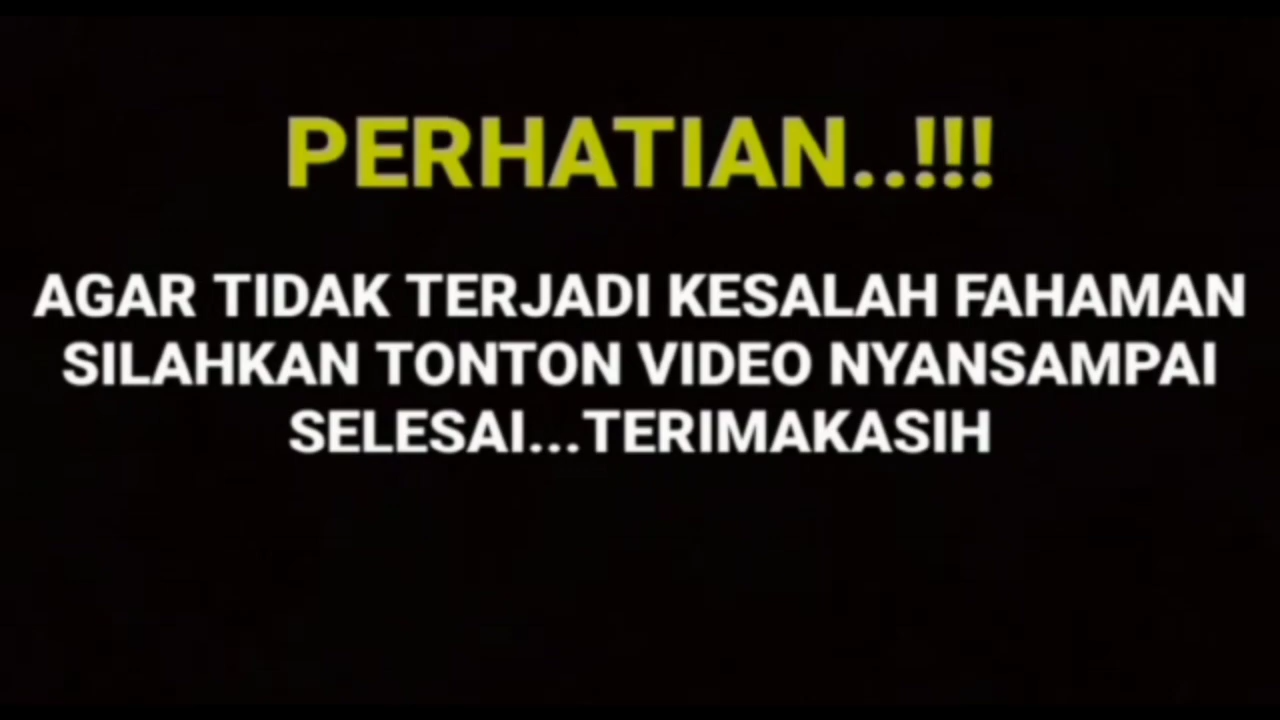 PERHATIAN..!!!
AGAR TIDAK TERJADI KESALAH FAHAMAN
SILAHKAN TONTON VIDEO NYANSAMPAI
SELESAI...TERIMAKASIH